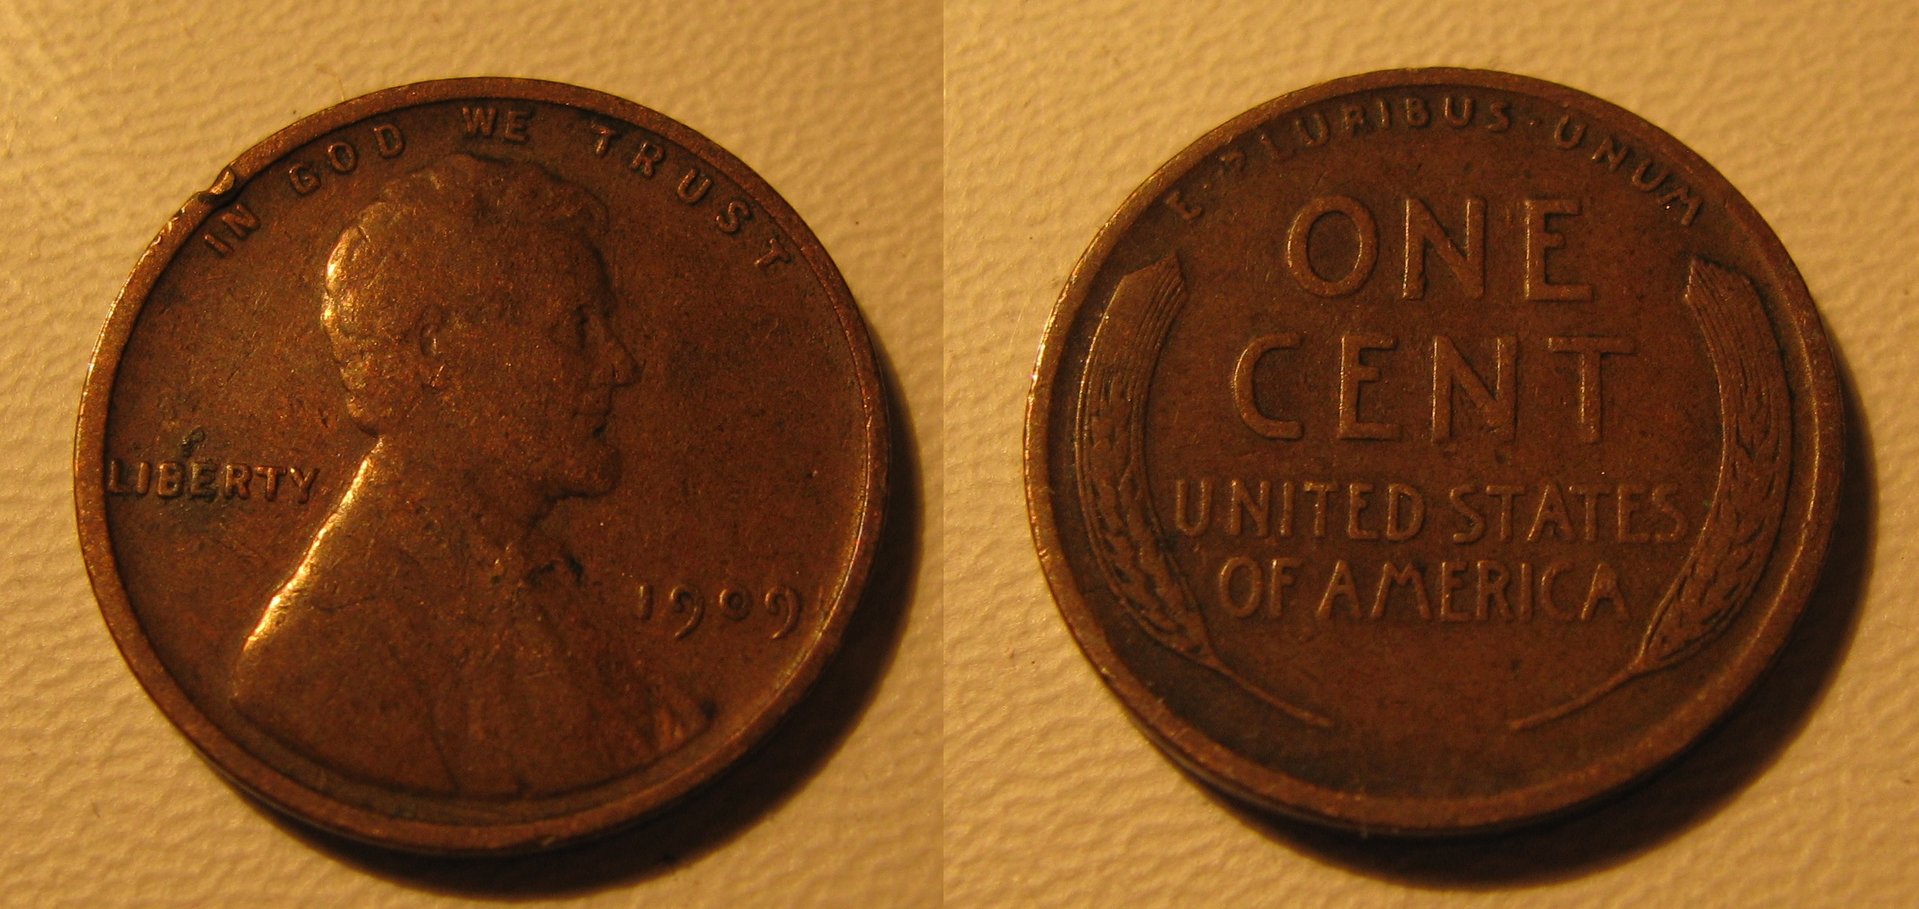 IN GOD WE TRUST
LIBERTY
1909
E·PLURIBUS·UNUM
ONE
CENT
UNITED STATES
OF AMERICA